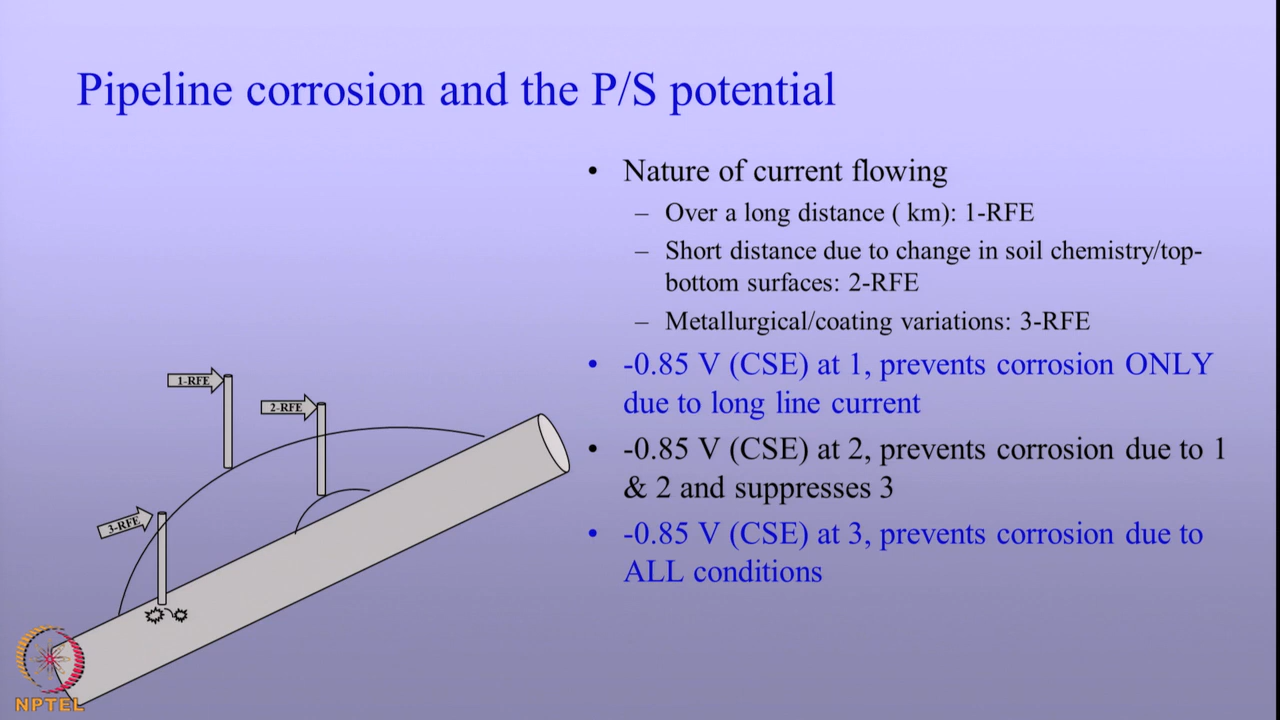 Pipeline corrosion and the P/S potential
• Nature of current flowing
– Over a long distance ( km): 1-RFE
– Short distance due to change in soil chemistry/top-
bottom surfaces: 2-RFE
– Metallurgical/coating variations: 3-RFE
• -0.85 V (CSE) at 1, prevents corrosion ONLY
due to long line current
• -0.85 V (CSE) at 2, prevents corrosion due to 1
& 2 and suppresses 3
• -0.85 V (CSE) at 3, prevents corrosion due to
ALL conditions
1-RFE
2-RFE
3-RFE
NPTEL